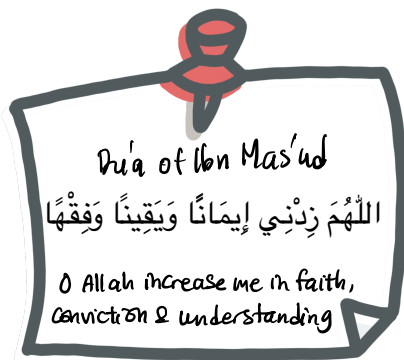 Du'a of Ibn Mas'ud
اللّٰهُمَ زِدْنِي إِيمَانًا وَيَقِينًا وَفِقْهًا
O Allah increase me in faith,
conviction & understanding